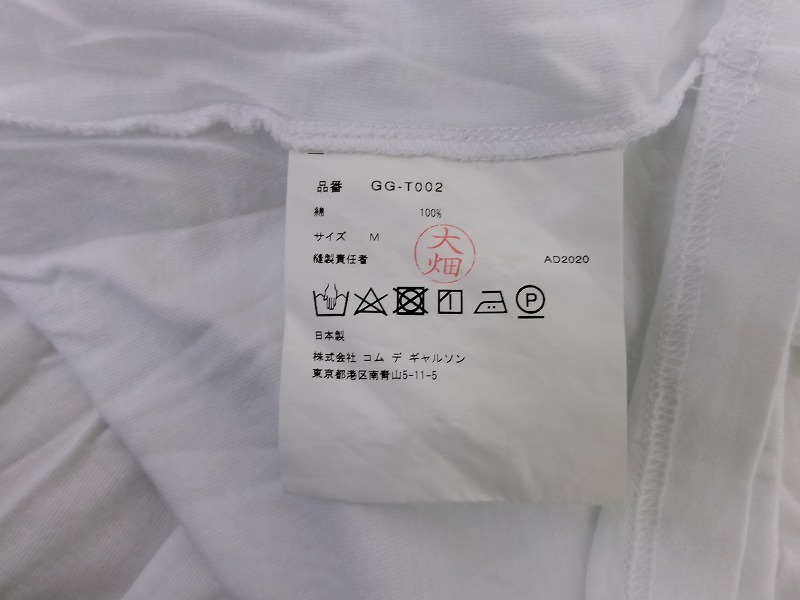 品番 GG-T002
綿 100%
サイズ M
大畑
縫製責任者 AD2020
P
日本製
株式会社 コム デ ギャルソン
東京都港区南青山5-11-5